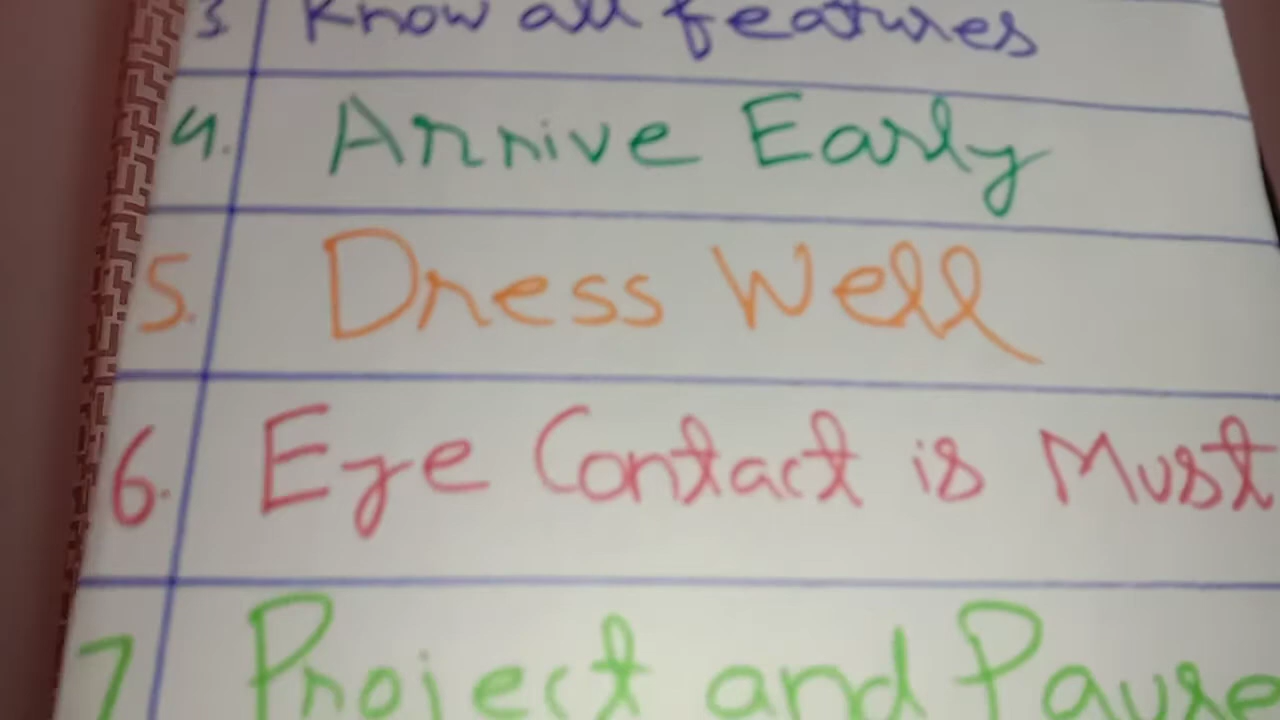 3 Know all features
4. Arrive Early
5. Dress Well
6. Eye Contact is Must
7 Project and Pause